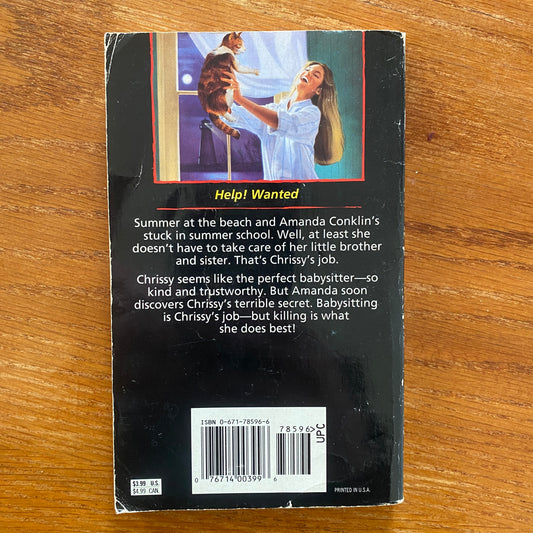 Help! Wanted
Summer at the beach and Amanda Conklin's
stuck in summer school. Well, at least she
doesn't have to take care of her little brother
and sister. That's Chrissy's job.
Chrissy seems like the perfect babysitter—so
kind and trustworthy. But Amanda soon
discovers Chrissy's terrible secret. Babysitting
is Chrissy's job—but killing is what
she does best!
ISBN 0-671-78596-6
78596>
UPC
0 76714 00399 6
$3.99 U.S.
$4.99 CAN.
PRINTED IN U.S.A.